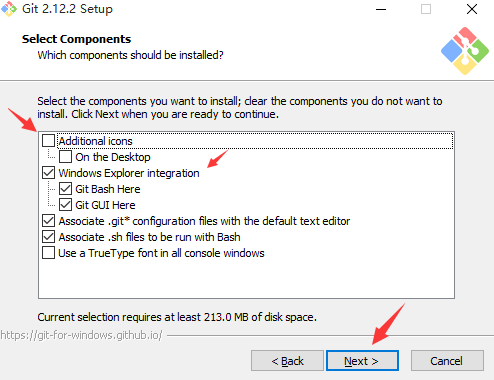 Git 2.12.2 Setup
Select Components
Which components should be installed?
Select the components you want to install; clear the components you do not want to
install. Click Next when you are ready to continue.
Additional icons
On the Desktop
Windows Explorer integration
Git Bash Here
Git GUI Here
Associate .git* configuration files with the default text editor
Associate .sh files to be run with Bash
Use a TrueType font in all console windows
Current selection requires at least 213.0 MB of disk space.
https://git-for-windows.github.io/
< Back
Next >
Cancel